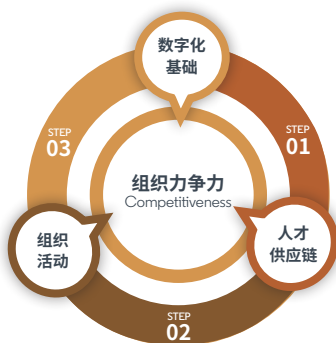 数字化
基础
STEP
03
STEP
01
组织力争力
Competitiveness
组织
活动
人才
供应链
STEP
02